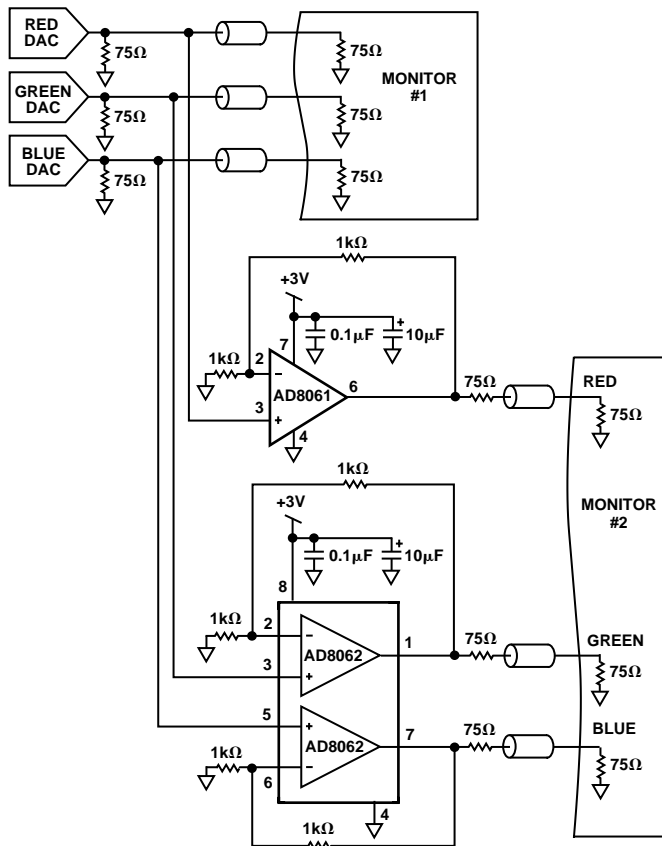 RED
DAC
75Ω
75Ω
MONITOR
#1
GREEN
DAC
75Ω
75Ω
BLUE
DAC
75Ω
75Ω
1kΩ
+3V
7
0.1μF
+
10μF
1kΩ
2
−
AD8061
6
3
+
4
75Ω
RED
75Ω
MONITOR
#2
1kΩ
+3V
8
0.1μF
+
10μF
1kΩ
2
−
AD8062
1
3
+
75Ω
GREEN
75Ω
5
+
AD8062
7
1kΩ
−
6
75Ω
BLUE
75Ω
4
1kΩ